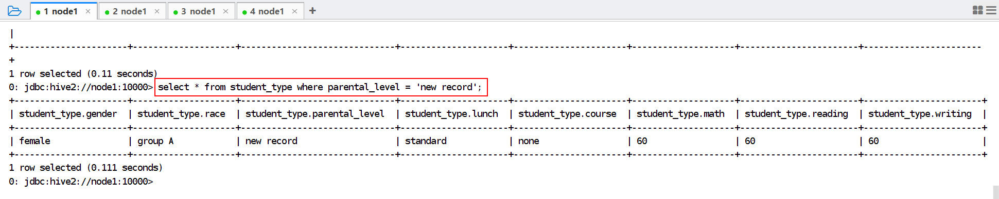 1 node1 × 2 node1 × 3 node1 × 4 node1 × +
|
+----------------------+--------------------+------------------------------+---------------------+----------------------+--------------------+-----------------------+-----------------------
+
1 row selected (0.11 seconds)
0: jdbc:hive2://node1:10000> select * from student_type where parental_level = 'new record';
+----------------------+--------------------+------------------------------+---------------------+----------------------+--------------------+-----------------------+-----------------------+
| student_type.gender  | student_type.race  | student_type.parental_level  | student_type.lunch  | student_type.course  | student_type.math  | student_type.reading  | student_type.writing  |
+----------------------+--------------------+------------------------------+---------------------+----------------------+--------------------+-----------------------+-----------------------+
| female               | group A            | new record                   | standard            | none                 | 60                 | 60                    | 60                    |
+----------------------+--------------------+------------------------------+---------------------+----------------------+--------------------+-----------------------+-----------------------+
1 row selected (0.111 seconds)
0: jdbc:hive2://node1:10000>